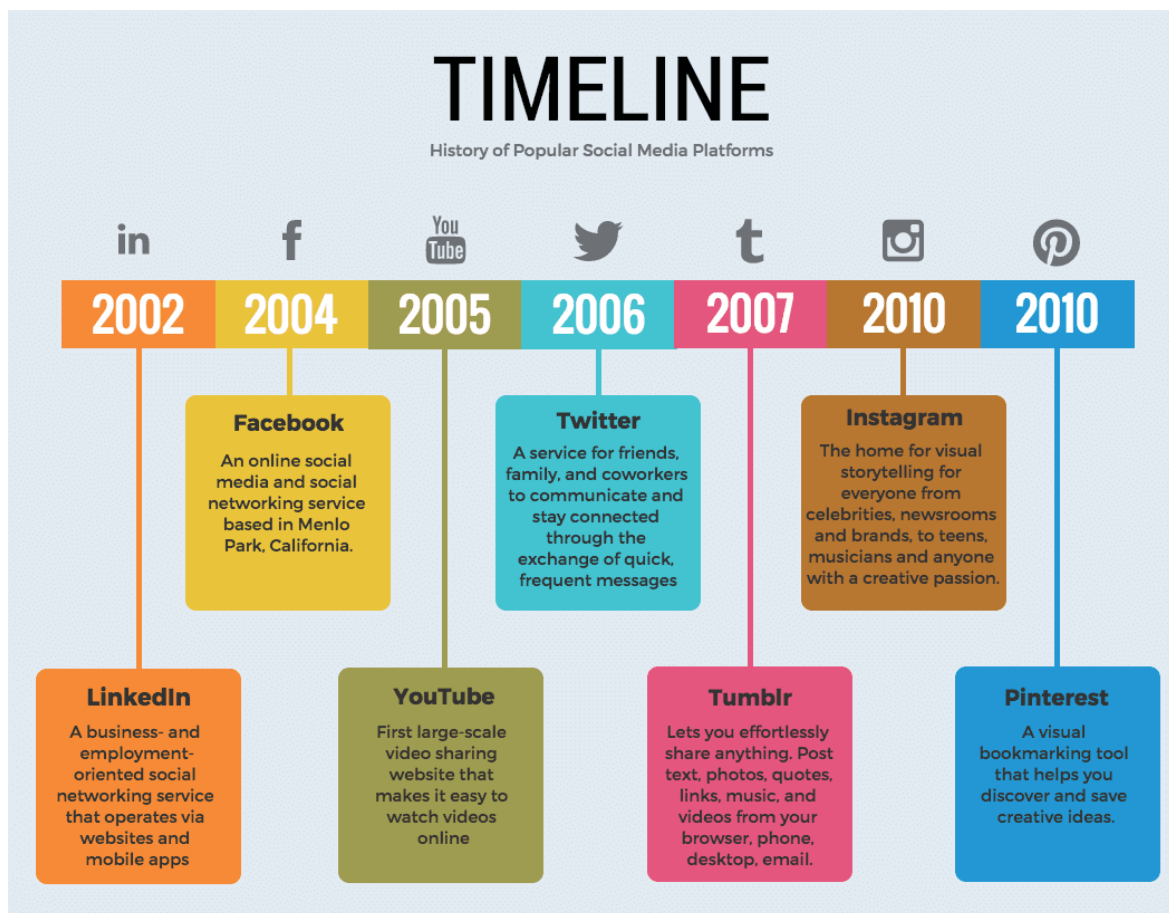 TIMELINE
History of Popular Social Media Platforms
in
f
You
Tube
t
2002
2004
2005
2006
2007
2010
2010
Facebook
An online social
media and social
networking service
based in Menlo
Park, California.
Twitter
A service for friends,
family, and coworkers
to communicate and
stay connected
through the
exchange of quick,
frequent messages
Instagram
The home for visual
storytelling for
everyone from
celebrities, newsrooms
and brands, to teens,
musicians and anyone
with a creative passion.
LinkedIn
A business- and
employment-
oriented social
networking service
that operates via
websites and
mobile apps
YouTube
First large-scale
video sharing
website that
makes it easy to
watch videos
online
Tumblr
Lets you effortlessly
share anything. Post
text, photos, quotes,
links, music, and
videos from your
browser, phone,
desktop, email.
Pinterest
A visual
bookmarking tool
that helps you
discover and save
creative ideas.